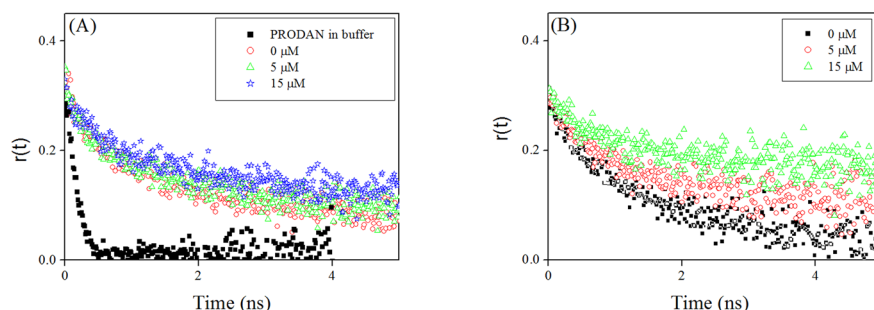 (A)
PRODAN in buffer
0 μM
5 μM
15 μM
0.4
0.2
0.0
r(t)
0
2
4
Time (ns)
(B)
0 μM
5 μM
15 μM
0.4
0.2
0.0
r(t)
0
2
4
Time (ns)